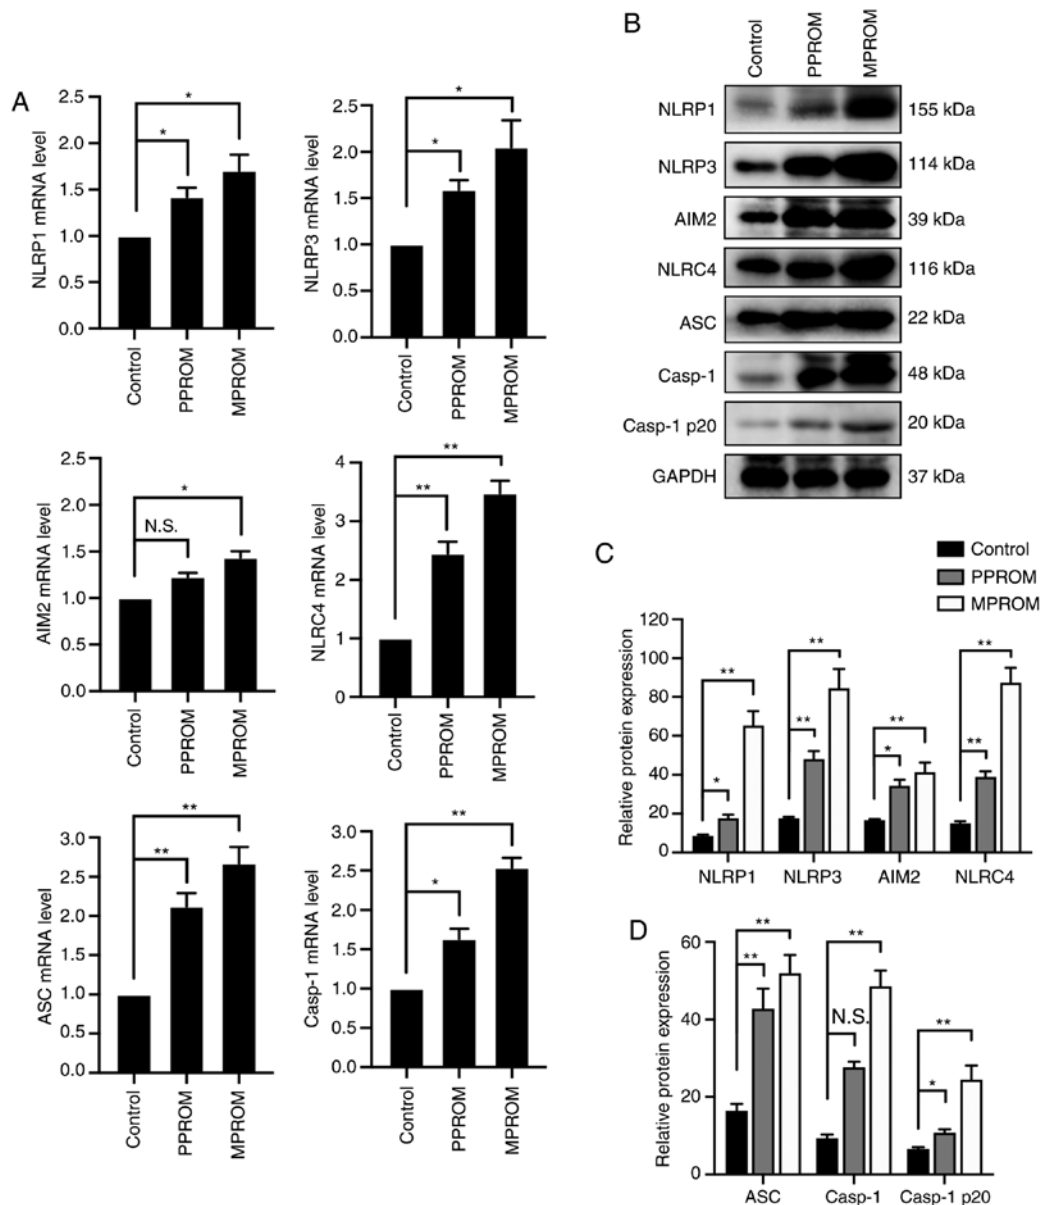 A
NLRP1 mRNA level
2.5
2.0
1.5
1.0
0.5
0.0
*
*
Control
PPROM
MPROM
NLRP3 mRNA level
2.5
2.0
1.5
1.0
0.5
0.0
*
*
Control
PPROM
MPROM
AIM2 mRNA level
2.5
2.0
1.5
1.0
0.5
0.0
*
N.S.
Control
PPROM
MPROM
NLRC4 mRNA level
4
3
2
1
0
**
**
Control
PPROM
MPROM
ASC mRNA level
3.0
2.5
2.0
1.5
1.0
0.5
0.0
**
**
Control
PPROM
MPROM
Casp-1 mRNA level
3.0
2.5
2.0
1.5
1.0
0.5
0.0
**
*
Control
PPROM
MPROM
B
Control
PPROM
MPROM
NLRP1 155 kDa
NLRP3 114 kDa
AIM2 39 kDa
NLRC4 116 kDa
ASC 22 kDa
Casp-1 48 kDa
Casp-1 p20 20 kDa
GAPDH 37 kDa
C
Control
PPROM
MPROM
Relative protein expression
120
100
80
60
40
20
0
**
*
**
**
**
*
**
**
NLRP1 NLRP3 AIM2 NLRC4
D
Relative protein expression
60
40
20
0
**
**
**
N.S.
**
*
ASC Casp-1 Casp-1 p20